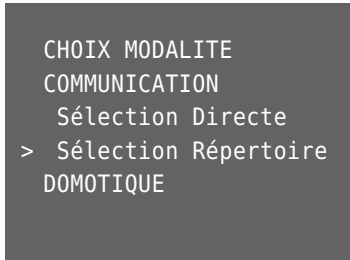 CHOIX MODALITE
COMMUNICATION
Sélection Directe
> Sélection Répertoire
DOMOTIQUE